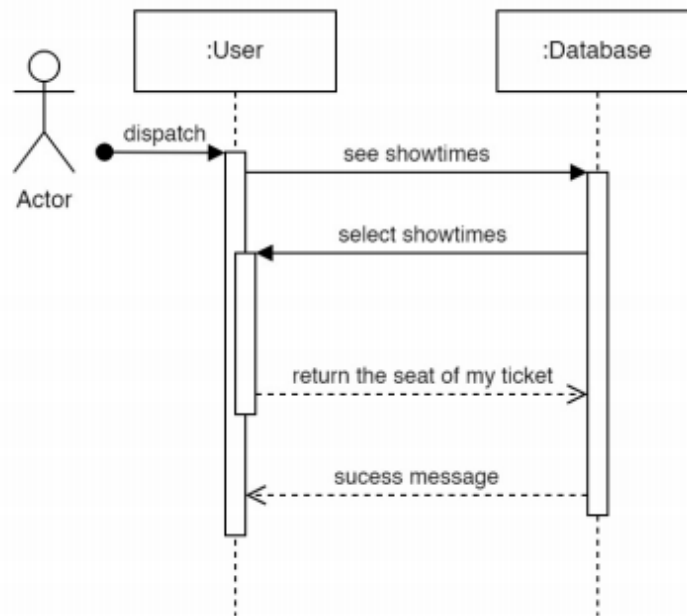 :User
:Database
dispatch
see showtimes
Actor
select showtimes
return the seat of my ticket
sucess message